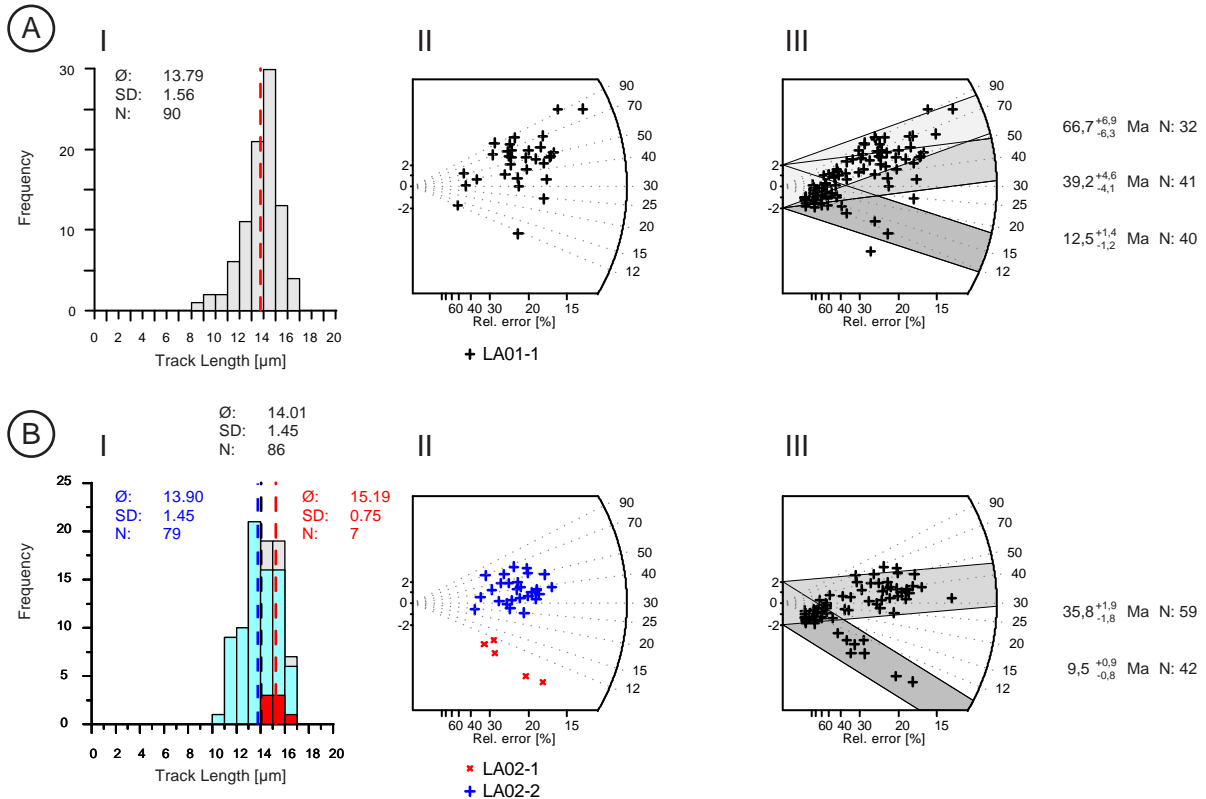 A
I
Ø: 13.79
SD: 1.56
N: 90
Frequency
30
20
10
0
0 2 4 6 8 10 12 14 16 18 20
Track Length [µm]
II
90
70
50
40
30
25
20
15
12
2
0
-2
60 40 30 20 15
Rel. error [%]
LA01-1
III
90
70
50
40
30
25
20
15
12
2
0
-2
60 40 30 20 15
Rel. error [%]
66,7 +6,9 -6,3 Ma N: 32
39,2 +4,6 -4,1 Ma N: 41
12,5 +1,4 -1,2 Ma N: 40
B
I
Ø: 14.01
SD: 1.45
N: 86
Ø: 13.90
SD: 1.45
N: 79
Ø: 15.19
SD: 0.75
N: 7
Frequency
25
20
15
10
5
0
0 2 4 6 8 10 12 14 16 18 20
Track Length [µm]
II
90
70
50
40
30
25
20
15
12
2
0
-2
60 40 30 20 15
Rel. error [%]
LA02-1
LA02-2
III
90
70
50
40
30
25
20
15
12
2
0
-2
60 40 30 20 15
Rel. error [%]
35,8 +1,9 -1,8 Ma N: 59
9,5 +0,9 -0,8 Ma N: 42